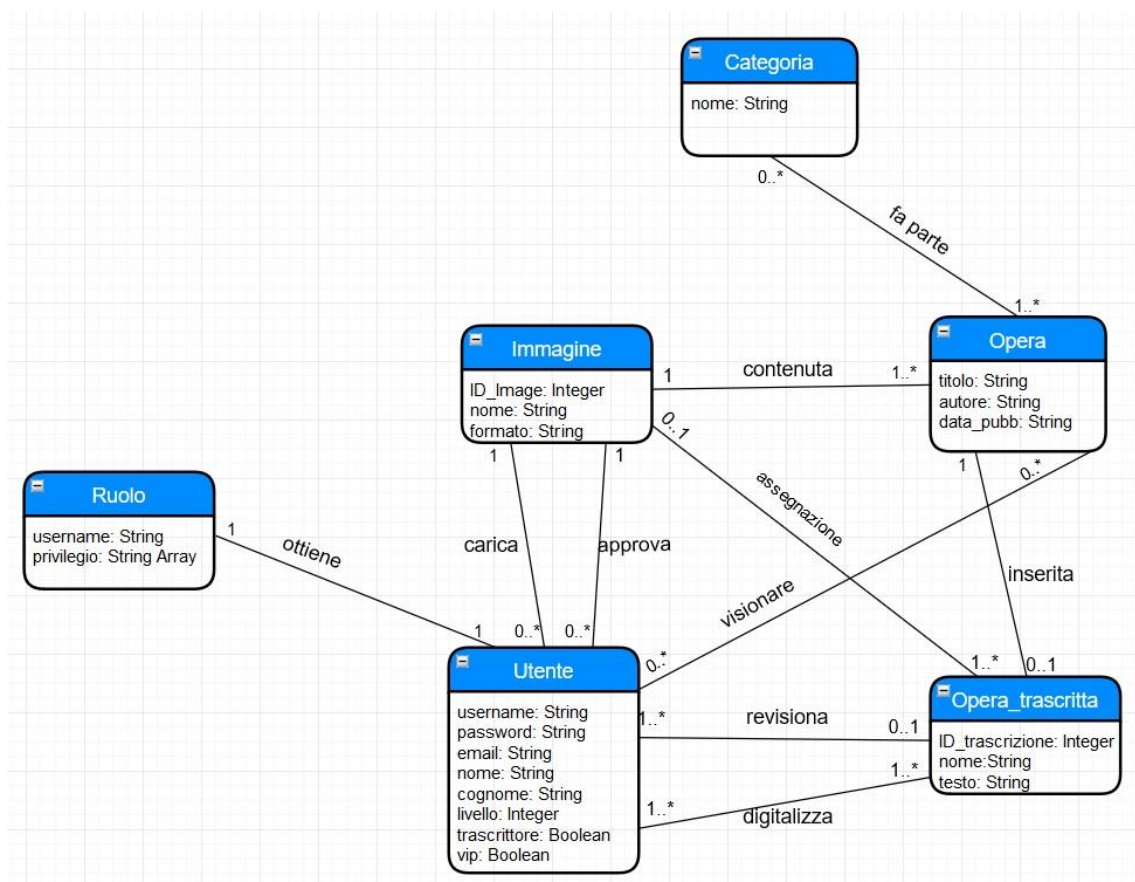 Categoria
nome: String
0..*
fa parte
1..*
Immagine
ID_Image: Integer
nome: String
formato: String
1
contenuta
1..*
Opera
titolo: String
autore: String
data_pubb: String
0..1
assegnazione
1
1
1
0..*
Ruolo
username: String
privilegio: String Array
1
ottiene
carica
approva
visionare
inserita
1
0..*
0..*
0..*
1..*
0..1
Utente
username: String
password: String
email: String
nome: String
cognome: String
livello: Integer
trascrittore: Boolean
vip: Boolean
1..*
revisiona
0..1
1..*
digitalizza
1..*
Opera_trascritta
ID_trascrizione: Integer
nome:String
testo: String